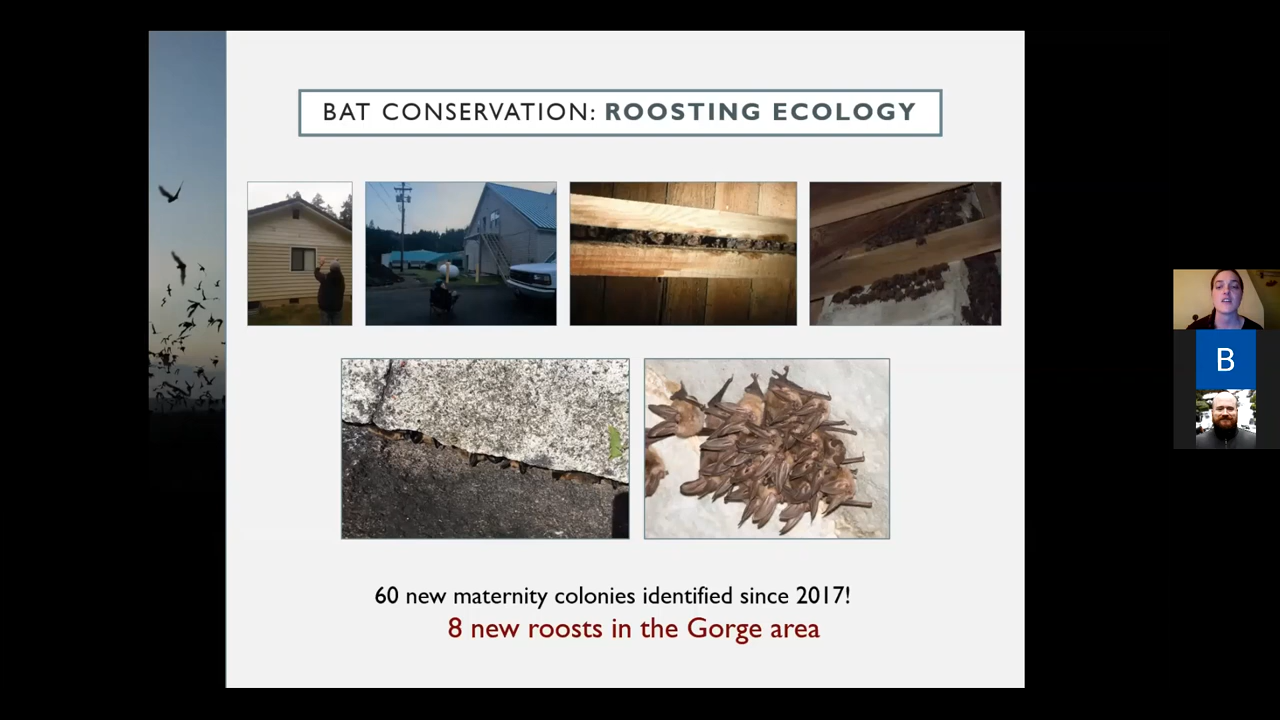 BAT CONSERVATION: ROOSTING ECOLOGY
B
60 new maternity colonies identified since 2017!
8 new roosts in the Gorge area